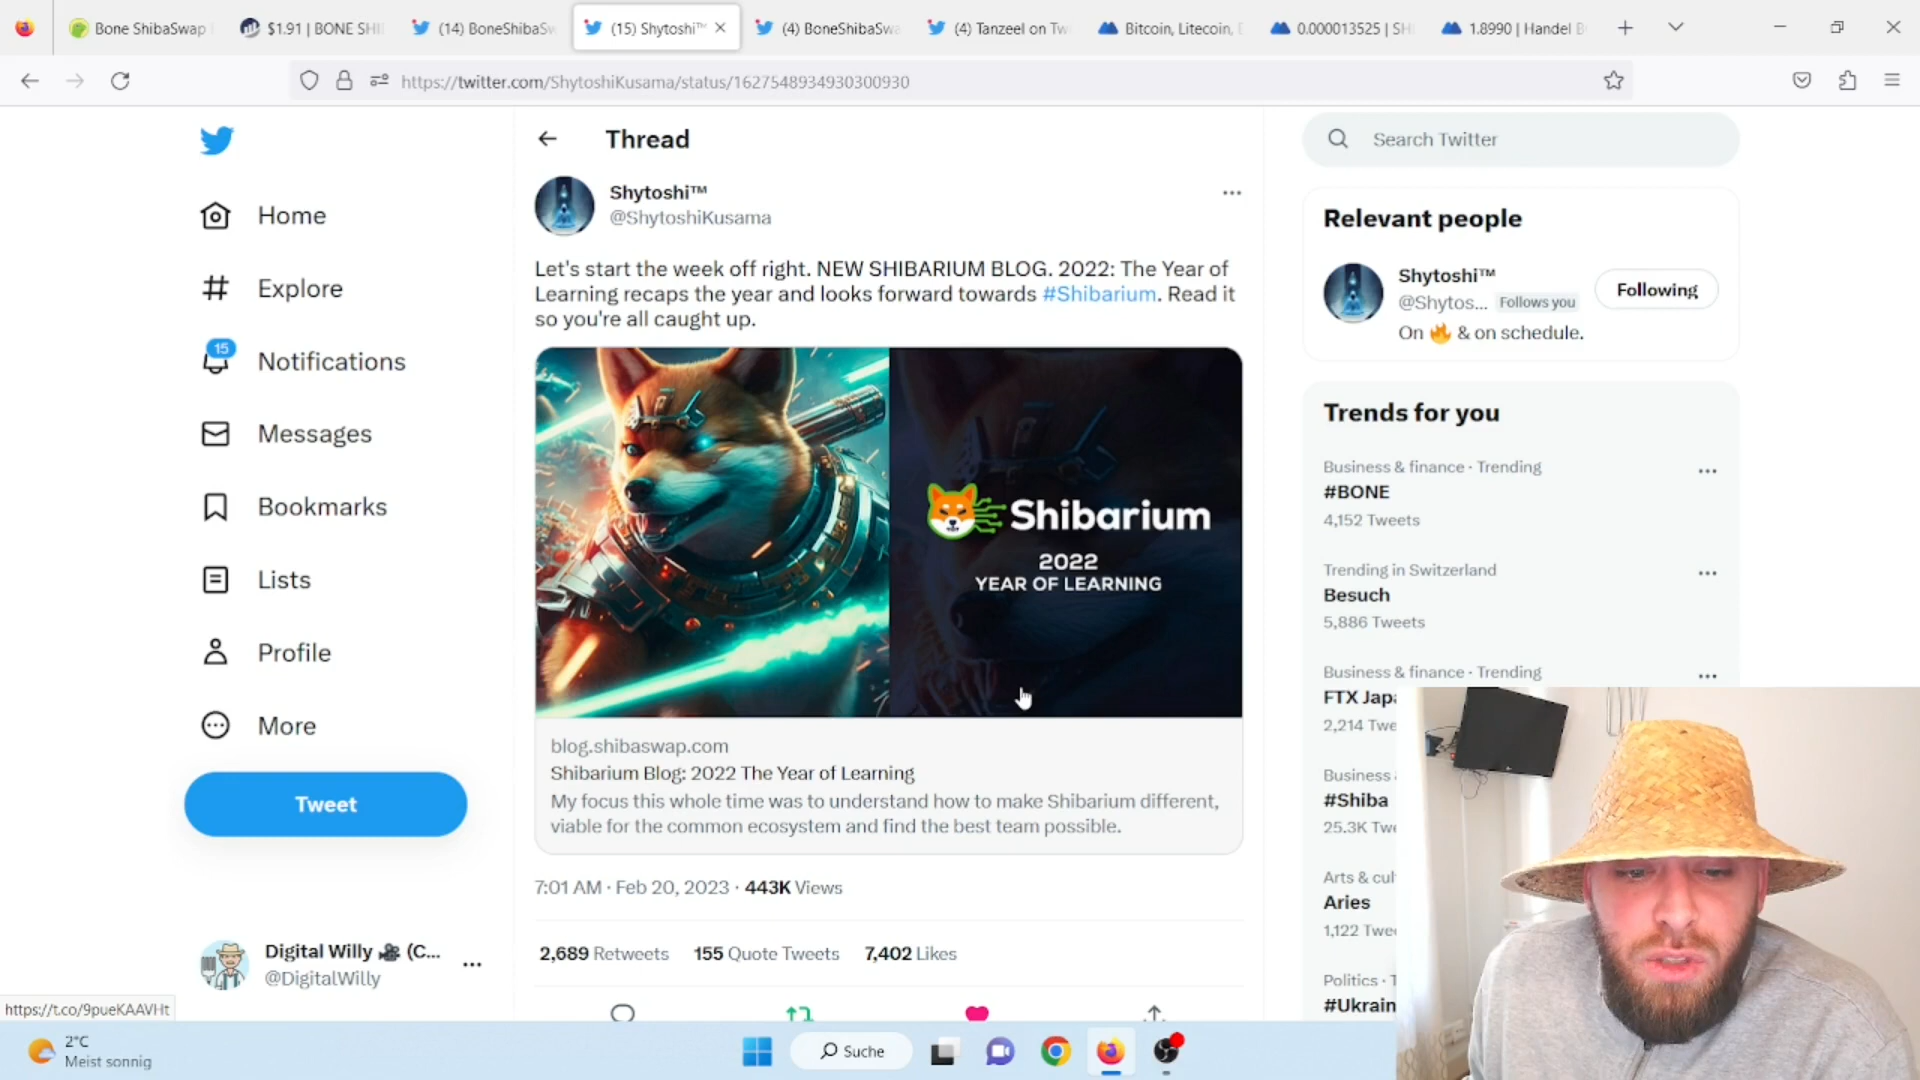 Bone ShibaSwap
$1.91 | BONE SHI
(14) BoneShibaSw
(15) Shytoshi™
(4) BoneShibaSwa
(4) Tanzeel on Tw
Bitcoin, Litecoin,
0.000013525 | SH
1.8990 | Handel B
https://twitter.com/ShytoshiKusama/status/1627548934930300930
Home
Explore
15
Notifications
Messages
Bookmarks
Lists
Profile
More
Tweet
Digital Willy 🎥 (C...
@DigitalWilly
Thread
Shytoshi™
@ShytoshiKusama
Let's start the week off right. NEW SHIBARIUM BLOG. 2022: The Year of
Learning recaps the year and looks forward towards #Shibarium. Read it
so you're all caught up.
Shibarium
2022
YEAR OF LEARNING
blog.shibaswap.com
Shibarium Blog: 2022 The Year of Learning
My focus this whole time was to understand how to make Shibarium different,
viable for the common ecosystem and find the best team possible.
7:01 AM · Feb 20, 2023 · 443K Views
2,689 Retweets 155 Quote Tweets 7,402 Likes
Search Twitter
Relevant people
Shytoshi™
@Shytos... Follows you
Following
On 🔥 & on schedule.
Trends for you
Business & finance · Trending
#BONE
4,152 Tweets
Trending in Switzerland
Besuch
5,886 Tweets
Business & finance · Trending
FTX Japa
2,214 Twe
Business
#Shiba
25.3K Twe
Arts & cul
Aries
1,122 Twe
Politics · T
#Ukrain
https://t.co/9pueKAAVHt
2°C
Meist sonnig
Suche